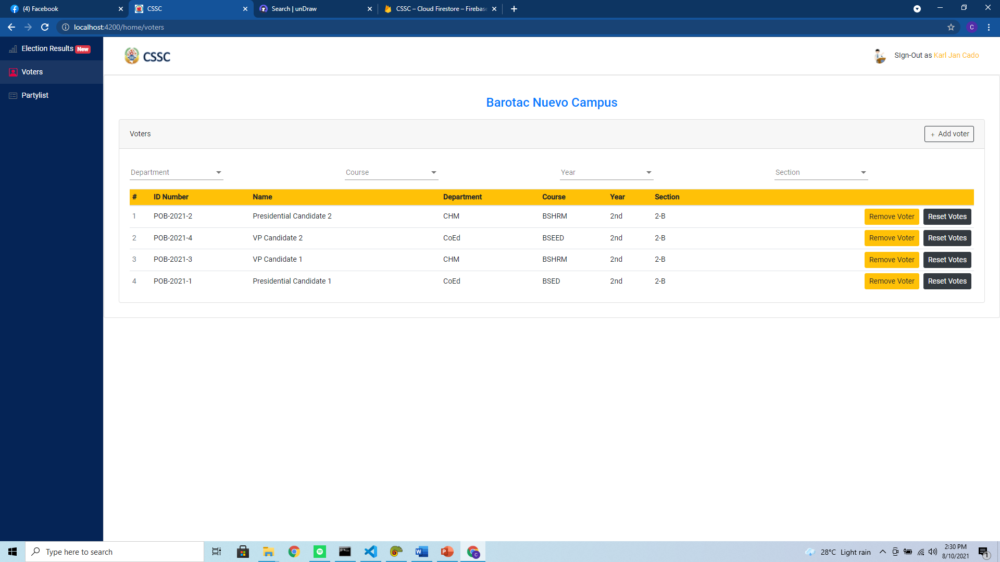 (4) Facebook
CSSC
Search | unDraw
CSSC – Cloud Firestore – Firebase
localhost:4200/home/voters
C
Election Results New
Voters
Partylist
CSSC
SIgn-Out as Karl Jan Cado
Barotac Nuevo Campus
Voters
+ Add voter
Department
Course
Year
Section
# ID Number Name Department Course Year Section
1 POB-2021-2 Presidential Candidate 2 CHM BSHRM 2nd 2-B Remove Voter Reset Votes
2 POB-2021-4 VP Candidate 2 CoEd BSEED 2nd 2-B Remove Voter Reset Votes
3 POB-2021-3 VP Candidate 1 CHM BSHRM 2nd 2-B Remove Voter Reset Votes
4 POB-2021-1 Presidential Candidate 1 CoEd BSED 2nd 2-B Remove Voter Reset Votes
Type here to search
28°C Light rain
2:30 PM
8/10/2021
1